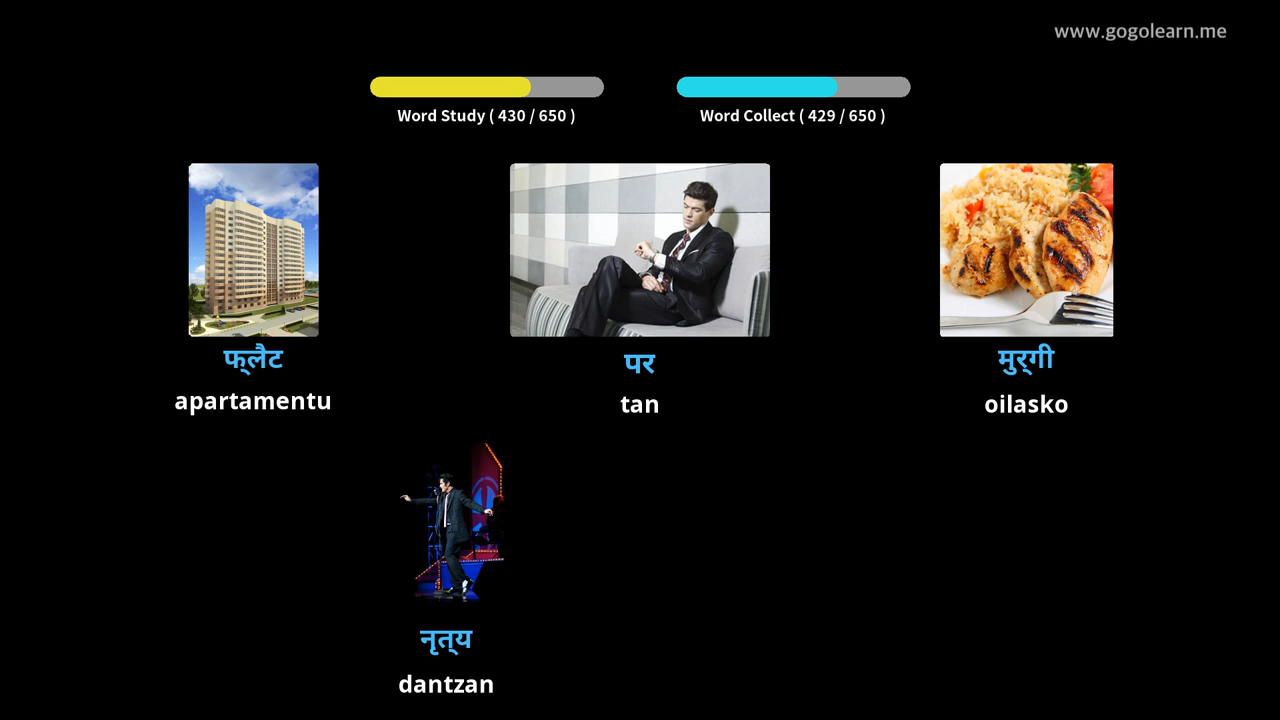 www.gogolearn.me
Word Study ( 430 / 650 )
Word Collect ( 429 / 650 )
फ्लैट
पर
मुर्गी
apartamentu
tan
oilasko
नृत्य
dantzan